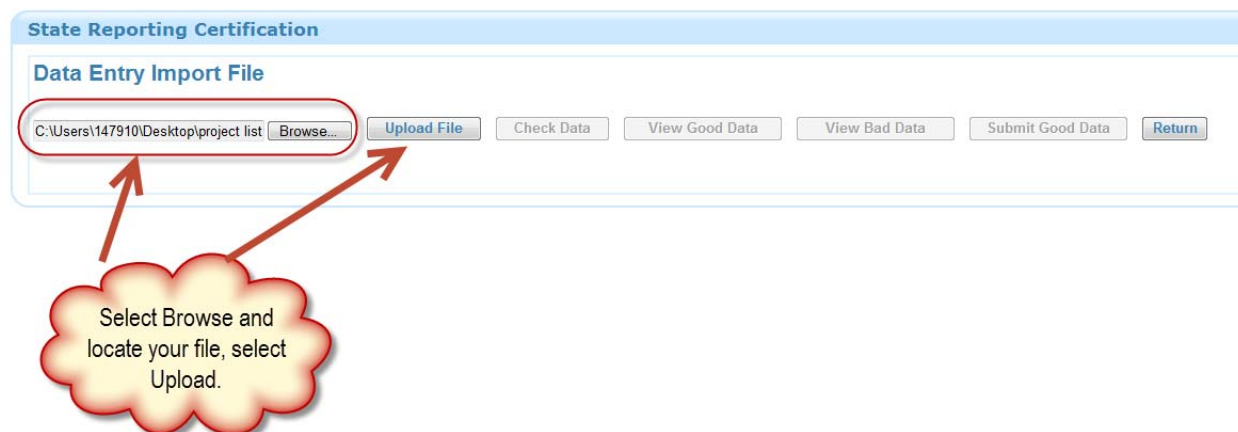 State Reporting Certification
Data Entry Import File
C:\Users\147910\Desktop\project list Browse... Upload File Check Data View Good Data View Bad Data Submit Good Data Return
Select Browse and
locate your file, select
Upload.